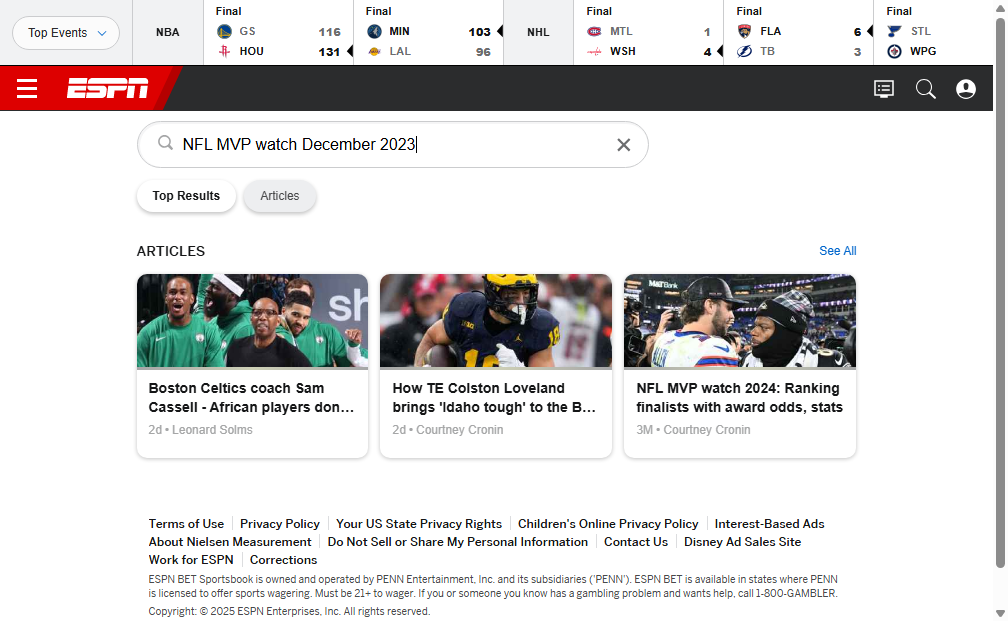 Top Events
NBA
Final
GS 116
HOU 131
Final
MIN 103
LAL 96
NHL
Final
MTL 1
WSH 4
Final
FLA 6
TB 3
Final
STL
WPG
ESPN
NFL MVP watch December 2023
Top Results
Articles
ARTICLES
See All
Boston Celtics coach Sam
Cassell - African players don...
2d • Leonard Solms
How TE Colston Loveland
brings 'Idaho tough' to the B...
2d • Courtney Cronin
NFL MVP watch 2024: Ranking
finalists with award odds, stats
3M • Courtney Cronin
Terms of Use
Privacy Policy
Your US State Privacy Rights
Children's Online Privacy Policy
Interest-Based Ads
About Nielsen Measurement
Do Not Sell or Share My Personal Information
Contact Us
Disney Ad Sales Site
Work for ESPN
Corrections
ESPN BET Sportsbook is owned and operated by PENN Entertainment, Inc. and its subsidiaries ('PENN'). ESPN BET is available in states where PENN
is licensed to offer sports wagering. Must be 21+ to wager. If you or someone you know has a gambling problem and wants help, call 1-800-GAMBLER.
Copyright: © 2025 ESPN Enterprises, Inc. All rights reserved.